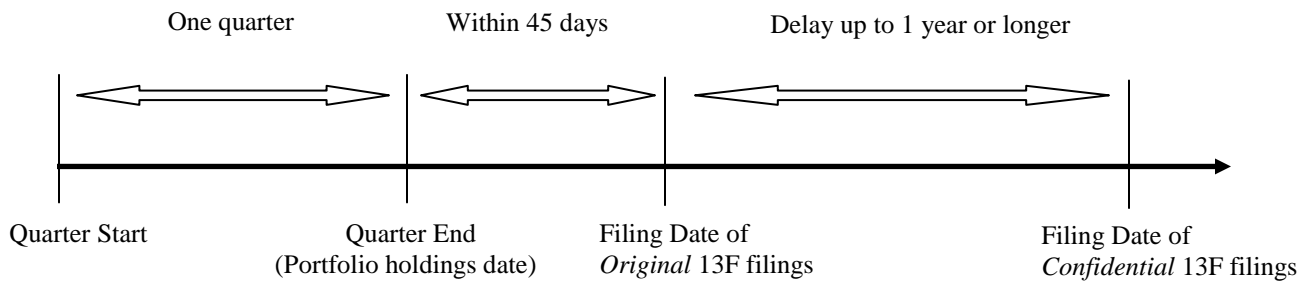 One quarter
Within 45 days
Delay up to 1 year or longer
Quarter Start
Quarter End
(Portfolio holdings date)
Filing Date of
Original 13F filings
Filing Date of
Confidential 13F filings